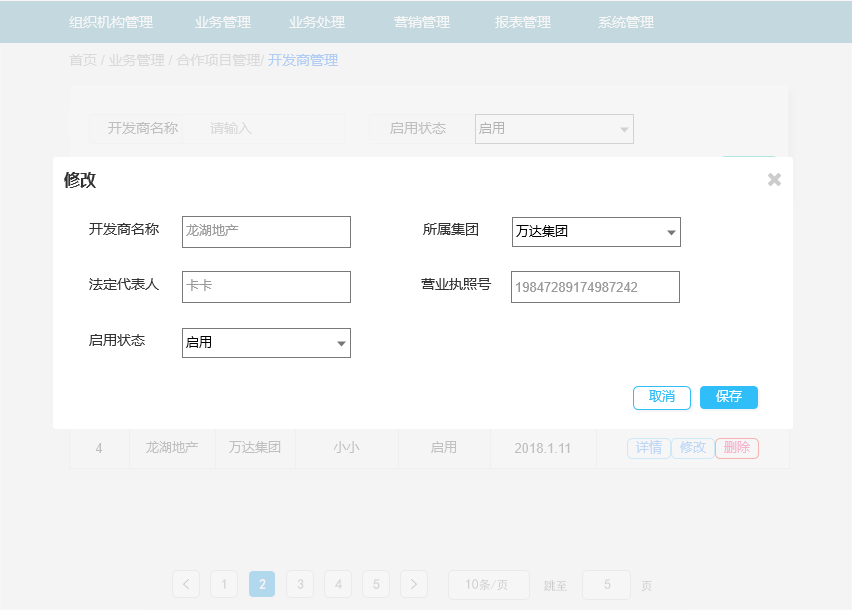 组织机构管理 业务管理 业务处理 营销管理 报表管理 系统管理
首页 / 业务管理 / 合作项目管理/ 开发商管理
开发商名称 请输入 启用状态 启用
修改
开发商名称 龙湖地产 所属集团 万达集团
法定代表人 卡卡 营业执照号 19847289174987242
启用状态 启用
取消 保存
4 龙湖地产 万达集团 小小 启用 2018.1.11 详情 修改 删除
1 2 3 4 5 10条/页 跳至 5 页